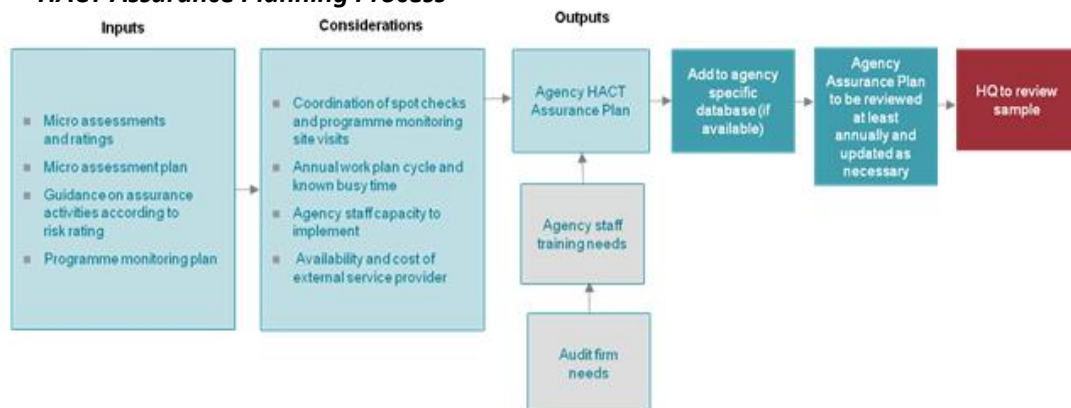 HACT Assurance Planning Process
Inputs
Considerations
Outputs
Micro assessments
and ratings
Micro assessment plan
Guidance on assurance
activities according to
risk rating
Programme monitoring plan
Coordination of spot checks
and programme monitoring
site visits
Annual work plan cycle and
known busy time
Agency staff capacity to
implement
Availability and cost of
external service provider
Agency HACT
Assurance Plan
Agency staff
training needs
Audit firm
needs
Add to agency
specific
database (if
available)
Agency
Assurance Plan
to be reviewed
at least
annually and
updated as
necessary
HQ to review
sample